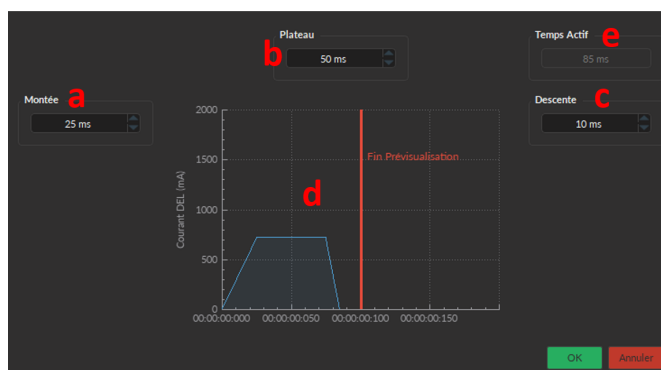 Plateau
b
50 ms
Temps Actif e
85 ms
Montée a
25 ms
Descente c
10 ms
2000
1500
1000
500
0
Courant DEL (mA)
Fin Prévisualisation
d
00:00:00:000 00:00:00:050 00:00:00:100 00:00:00:150
OK Annuler